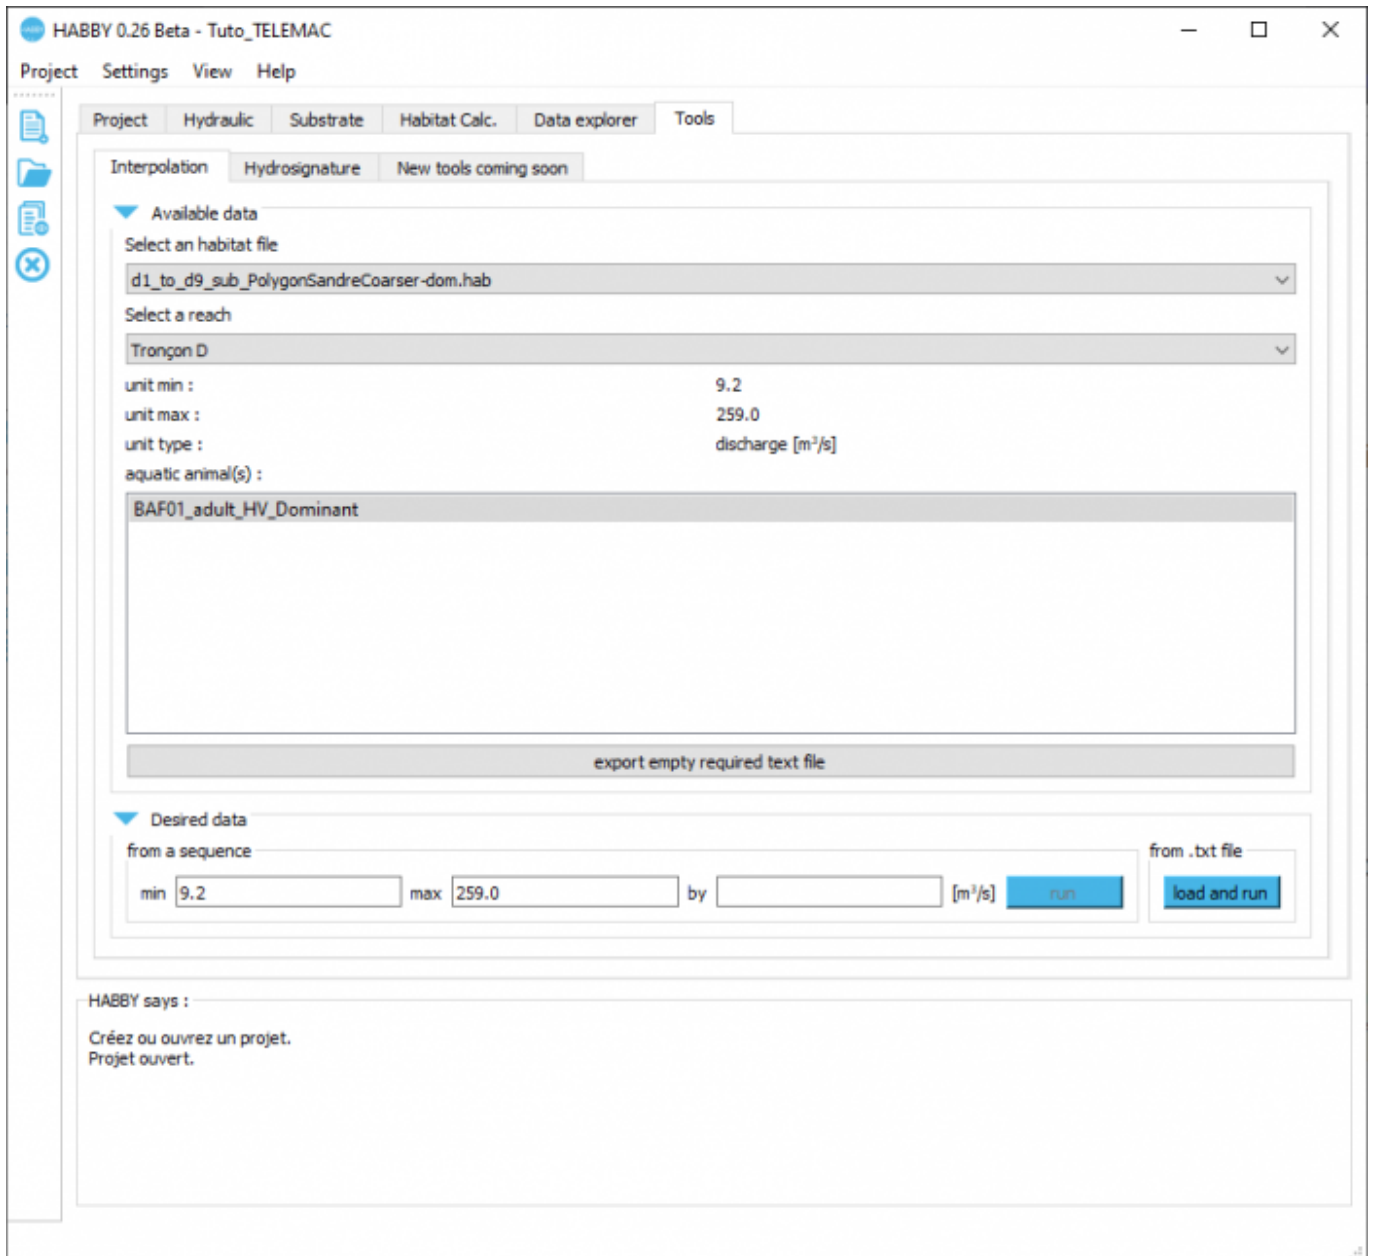 HABBY 0.26 Beta - Tuto_TELEMAC
Project Settings View Help
Project Hydraulic Substrate Habitat Calc. Data explorer Tools
Interpolation Hydrosignature New tools coming soon
Available data
Select an habitat file
d1_to_d9_sub_PolygonSandreCoarser-dom.hab
Select a reach
Tronçon D
unit min : 9.2
unit max : 259.0
unit type : discharge [m³/s]
aquatic animal(s) :
BAF01_adult_HV_Dominant
export empty required text file
Desired data
from a sequence from .txt file
min 9.2 max 259.0 by [m³/s] run load and run
HABBY says :
Créez ou ouvrez un projet.
Projet ouvert.